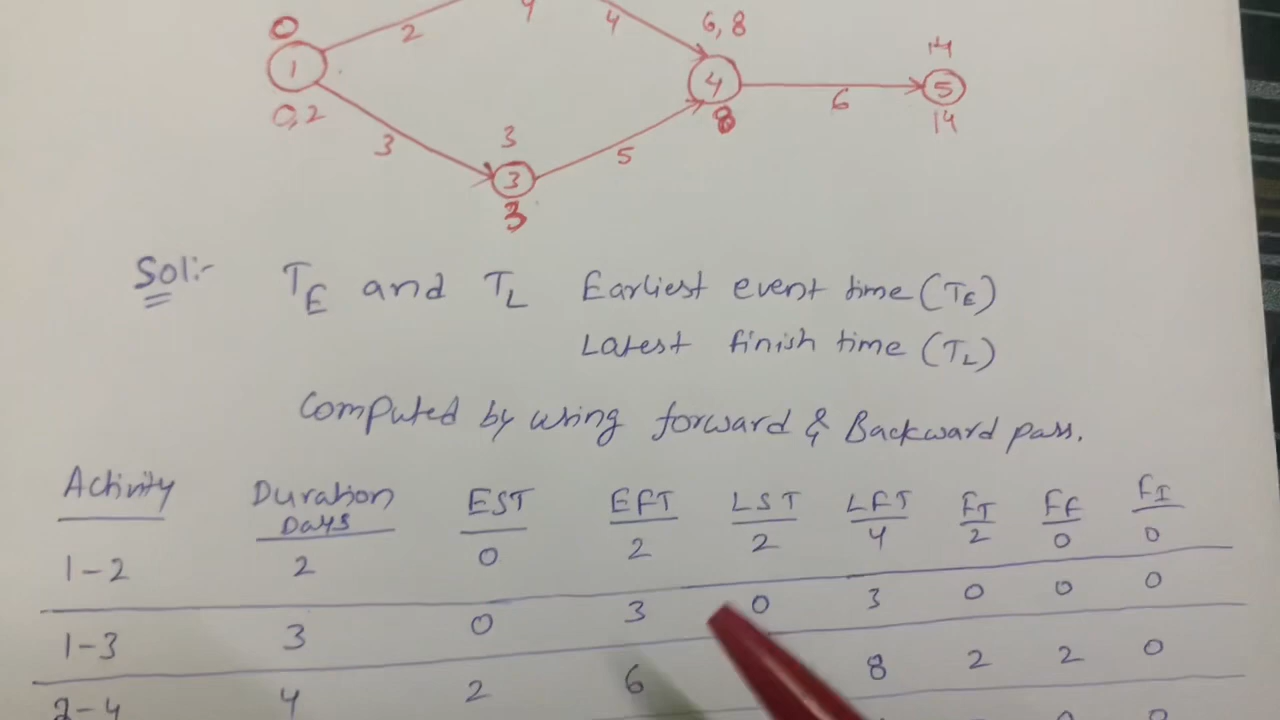 0
2
4
4
6, 8
1
4
14
5
0,2
3
3
5
8
6
14
3
3
Sol:-
TE and TL Earliest event time (TE)
Latest finish time (TL)
Computed by using forward & Backward pass.
Activity Duration Days EST EFT LST LFT FT FF FI
1-2 2 0 2 2 4 2 0 0
1-3 3 0 3 0 3 0 0 0
2-4 4 2 6 8 2 2 0